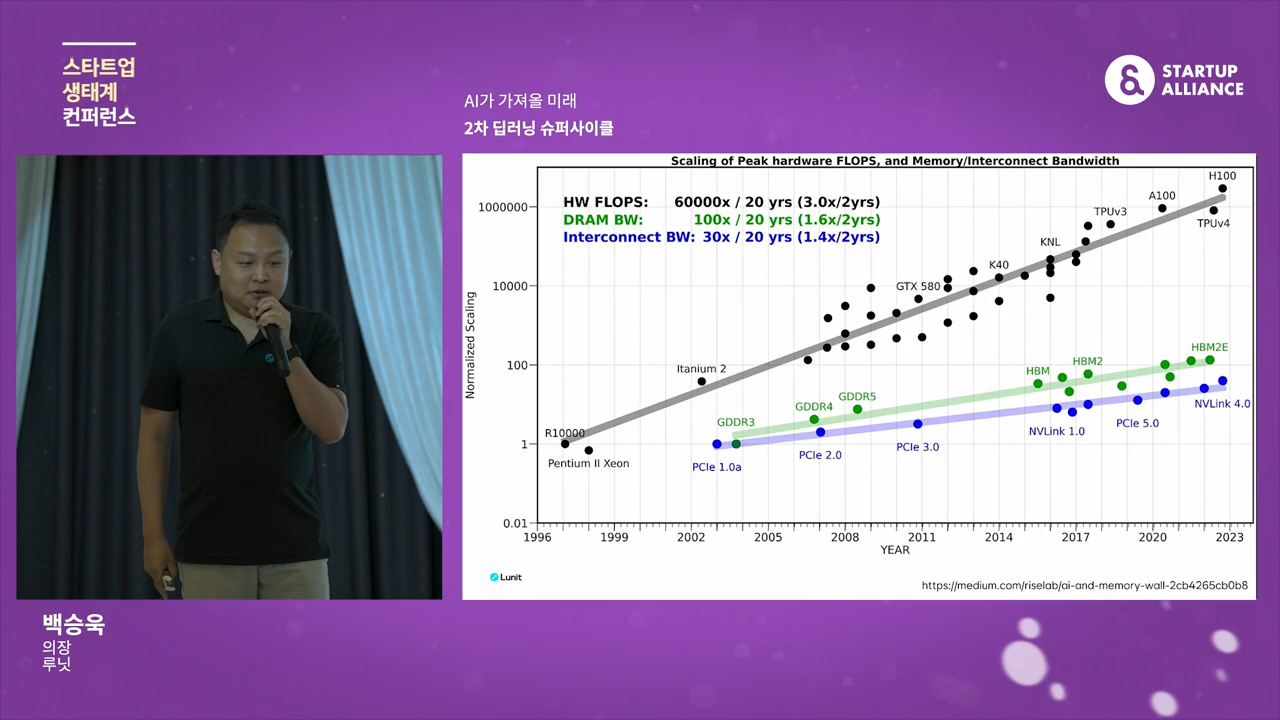 스타트업
생태계
컨퍼런스
STARTUP
ALLIANCE
AI가 가져올 미래
2차 딥러닝 슈퍼사이클
Scaling of Peak hardware FLOPS, and Memory/Interconnect Bandwidth
HW FLOPS: 60000x / 20 yrs (3.0x/2yrs)
DRAM BW: 100x / 20 yrs (1.6x/2yrs)
Interconnect BW: 30x / 20 yrs (1.4x/2yrs)
Normalized Scaling
1000000
10000
100
1
0.01
H100
A100
TPUv3
TPUv4
KNL
K40
GTX 580
Itanium 2
R10000
Pentium II Xeon
HBM2E
HBM2
HBM
GDDR5
GDDR4
GDDR3
NVLink 4.0
PCIe 5.0
NVLink 1.0
PCIe 3.0
PCIe 2.0
PCIe 1.0a
1996 1999 2002 2005 2008 2011 2014 2017 2020 2023
YEAR
Lunit
https://medium.com/riselab/ai-and-memory-wall-2cb4265cb0b8
백승욱
의장
루닛